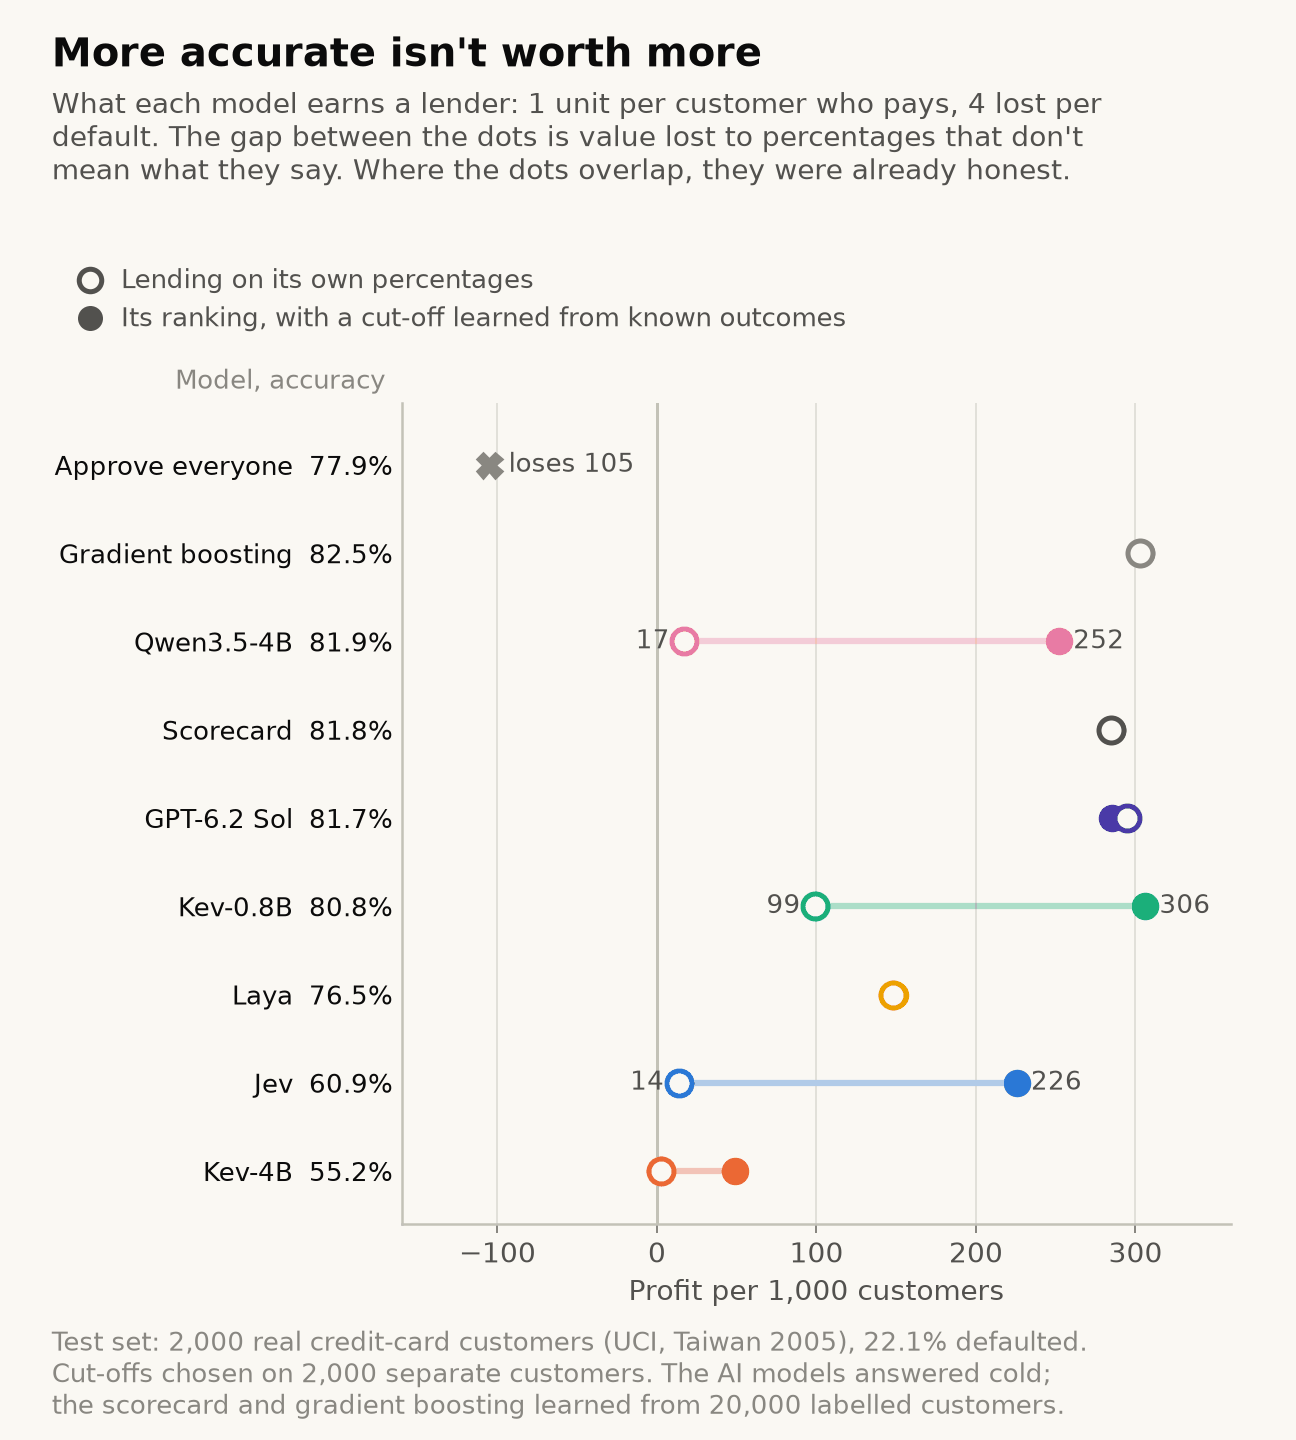 More accurate isn't worth more
What each model earns a lender: 1 unit per customer who pays, 4 lost per
default. The gap between the dots is value lost to percentages that don't
mean what they say. Where the dots overlap, they were already honest.
Lending on its own percentages
Its ranking, with a cut-off learned from known outcomes
Model, accuracy
Approve everyone 77.9% loses 105
Gradient boosting 82.5%
Qwen3.5-4B 81.9% 17 252
Scorecard 81.8%
GPT-6.2 Sol 81.7%
Kev-0.8B 80.8% 99 306
Laya 76.5%
Jev 60.9% 14 226
Kev-4B 55.2%
−100 0 100 200 300
Profit per 1,000 customers
Test set: 2,000 real credit-card customers (UCI, Taiwan 2005), 22.1% defaulted.
Cut-offs chosen on 2,000 separate customers. The AI models answered cold;
the scorecard and gradient boosting learned from 20,000 labelled customers.